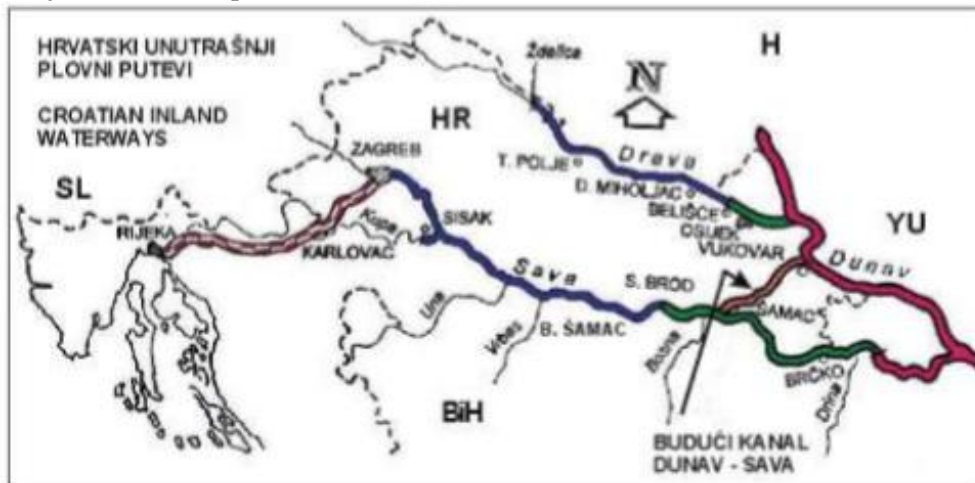 HRVATSKI UNUTRAŠNJI
PLOVNI PUTEVI
CROATIAN INLAND
WATERWAYS
H
N
Ždelica
HR
ZAGREB
T. POLJE
Drava
D. MIHOLJAC
BELIŠĆE
OSIJEK
VUKOVAR
YU
SL
RIJEKA
KARLOVAC
Kupa
SISAK
Dunav
Sava
S. BROD
ŠAMAC
Una
Vrbas
B. ŠAMAC
Bosna
BRČKO
Drina
BiH
BUDUĆI KANAL
DUNAV - SAVA